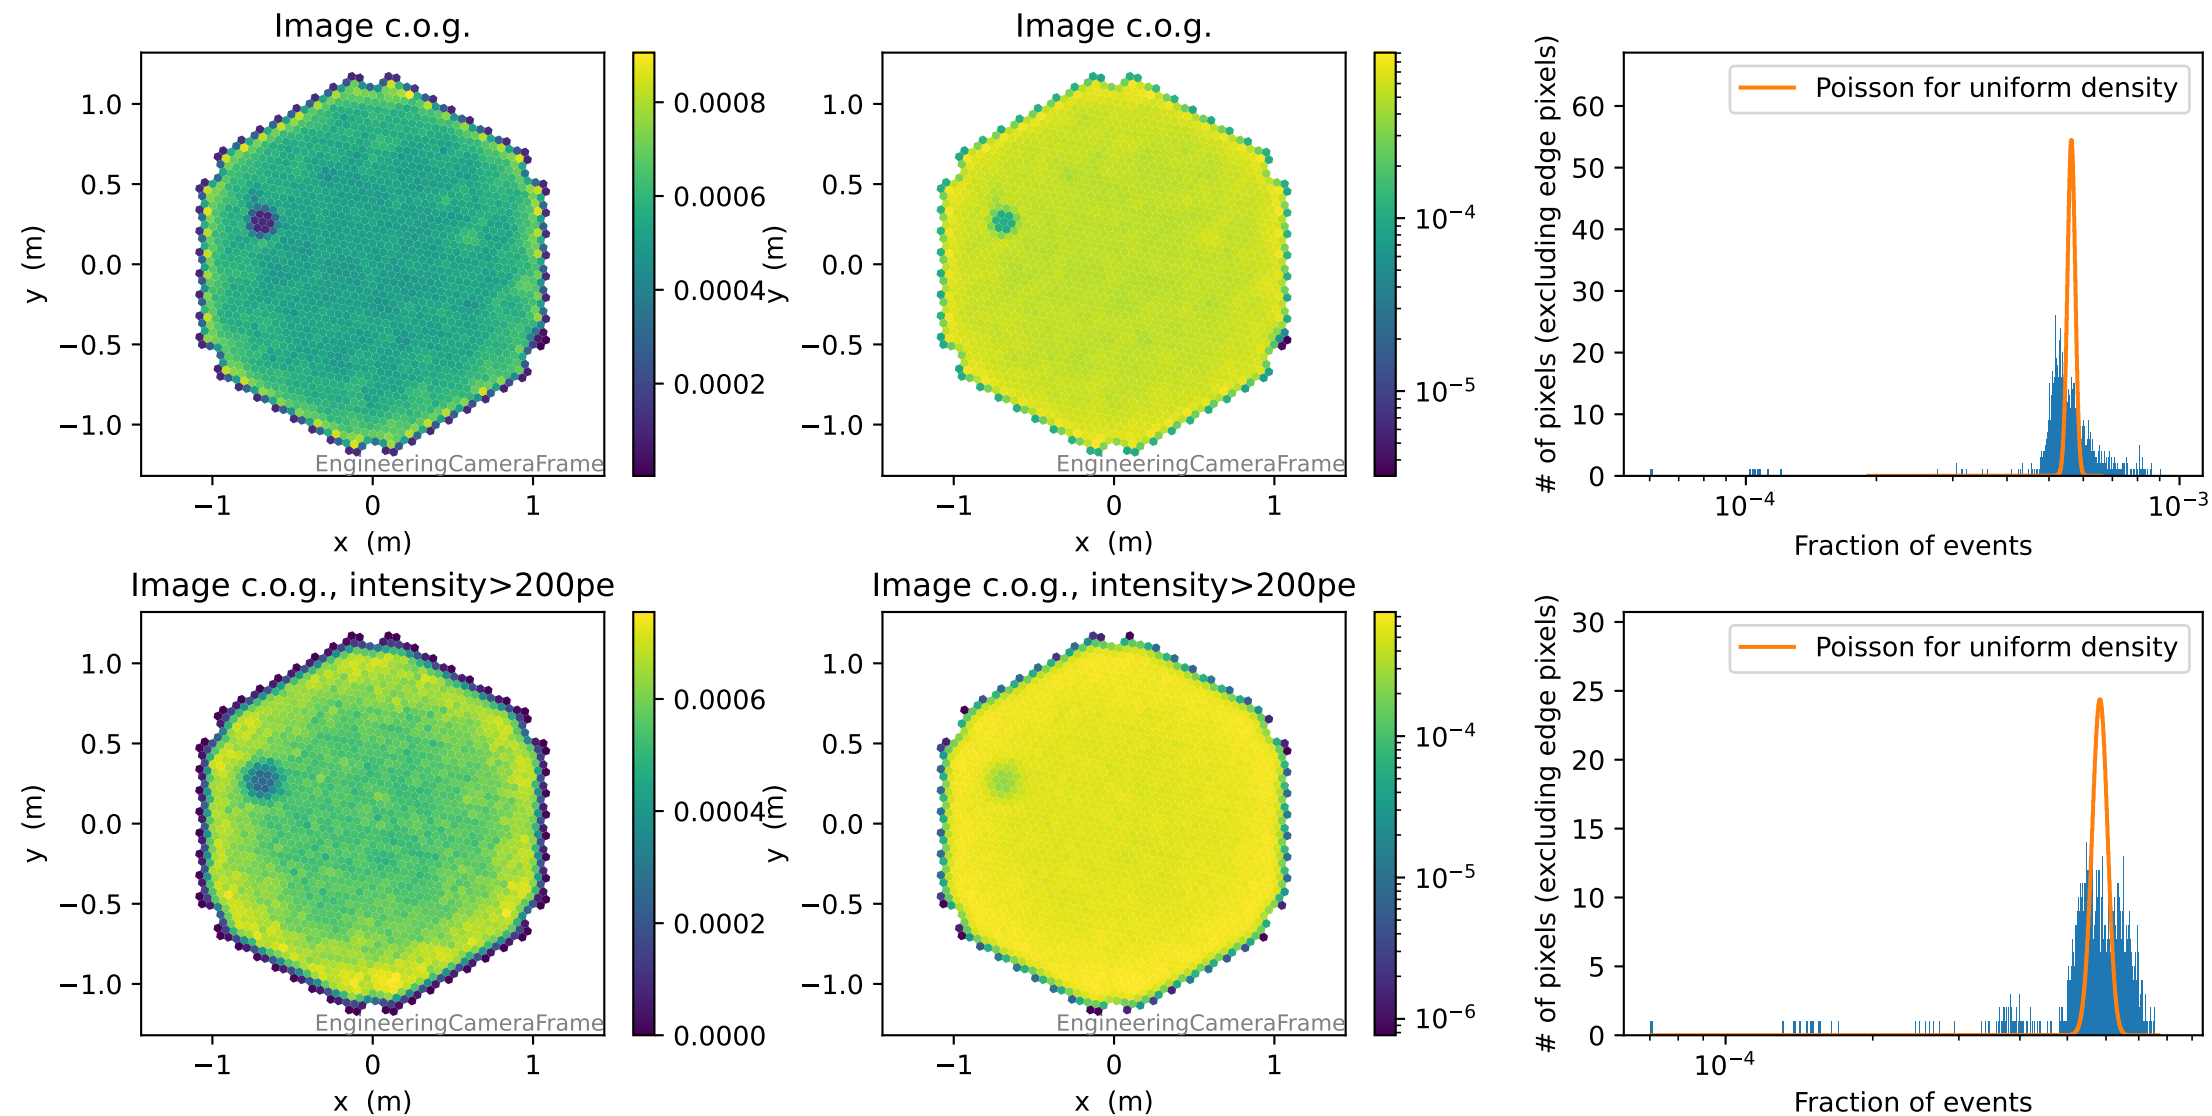 Image c.o.g.
1.0
0.5
0.0
−0.5
−1.0
y (m)
−1
0
1
x (m)
EngineeringCameraFrame
0.0008
0.0006
0.0004
0.0002
Image c.o.g.
1.0
0.5
0.0
−0.5
−1.0
y (m)
−1
0
1
x (m)
EngineeringCameraFrame
10⁻⁴
10⁻⁵
# of pixels (excluding edge pixels)
60
50
40
30
20
10
0
Poisson for uniform density
10⁻⁴
10⁻³
Fraction of events
Image c.o.g., intensity>200pe
1.0
0.5
0.0
−0.5
−1.0
y (m)
−1
0
1
x (m)
EngineeringCameraFrame
0.0006
0.0004
0.0002
0.0000
Image c.o.g., intensity>200pe
1.0
0.5
0.0
−0.5
−1.0
y (m)
−1
0
1
x (m)
EngineeringCameraFrame
10⁻⁴
10⁻⁵
10⁻⁶
# of pixels (excluding edge pixels)
30
25
20
15
10
5
0
Poisson for uniform density
10⁻⁴
Fraction of events